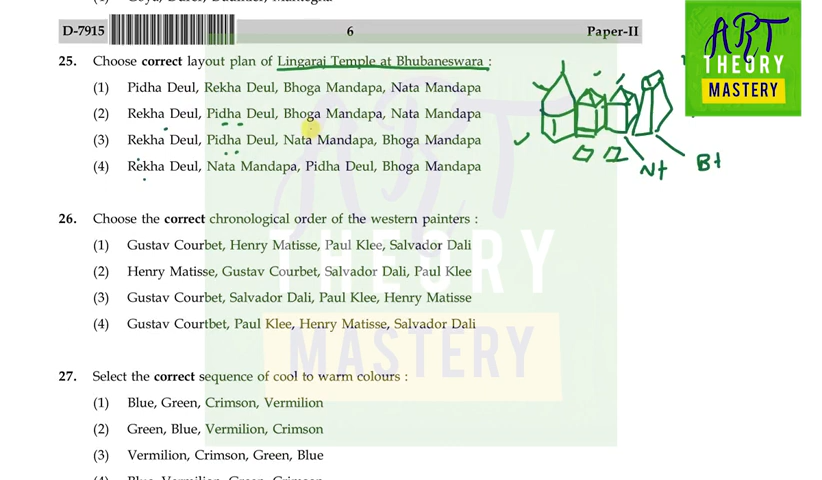 D-7915 6 Paper-II
25. Choose correct layout plan of Lingaraj Temple at Bhubaneswara :
(1) Pidha Deul, Rekha Deul, Bhoga Mandapa, Nata Mandapa
(2) Rekha Deul, Pidha Deul, Bhoga Mandapa, Nata Mandapa
(3) Rekha Deul, Pidha Deul, Nata Mandapa, Bhoga Mandapa
(4) Rekha Deul, Nata Mandapa, Pidha Deul, Bhoga Mandapa
Nt Bt
26. Choose the correct chronological order of the western painters :
(1) Gustav Courbet, Henry Matisse, Paul Klee, Salvador Dali
(2) Henry Matisse, Gustav Courbet, Salvador Dali, Paul Klee
(3) Gustav Courbet, Salvador Dali, Paul Klee, Henry Matisse
(4) Gustav Courtbet, Paul Klee, Henry Matisse, Salvador Dali
27. Select the correct sequence of cool to warm colours :
(1) Blue, Green, Crimson, Vermilion
(2) Green, Blue, Vermilion, Crimson
(3) Vermilion, Crimson, Green, Blue
ART
THEORY
MASTERY
ART
THEORY
MASTERY